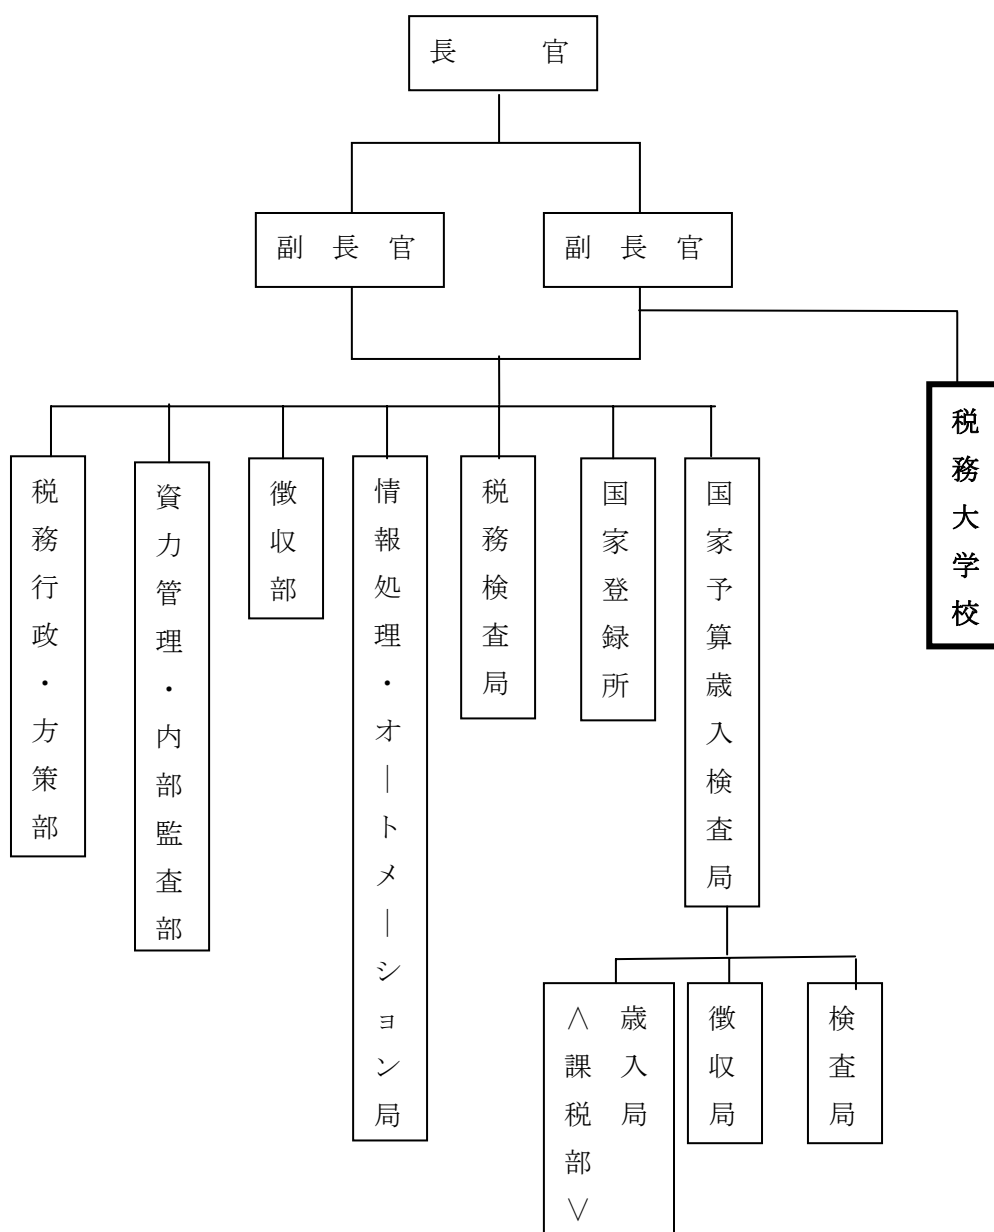 長官
副長官
副長官
税務大学校
税務行政・方策部
資力管理・内部監査部
徴収部
情報処理・オートメーション局
税務検査局
国家登録所
国家予算歳入検査局
歳入局
<課税部>
徴収局
検査局